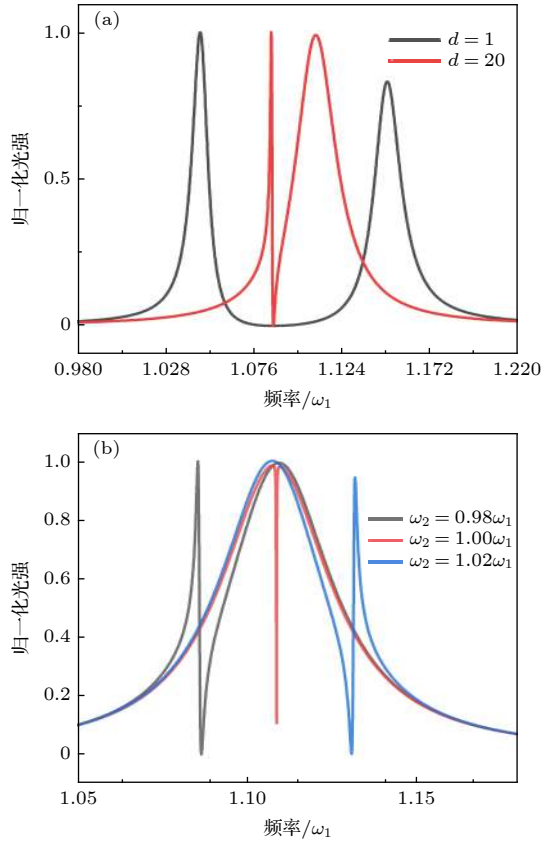 (a)
d = 1
d = 20
归一化光强
1.0
0.5
0
0.980 1.028 1.076 1.124 1.172 1.220
频率/ω₁
(b)
ω₂ = 0.98ω₁
ω₂ = 1.00ω₁
ω₂ = 1.02ω₁
归一化光强
1.0
0.8
0.6
0.4
0.2
0
1.05 1.10 1.15
频率/ω₁